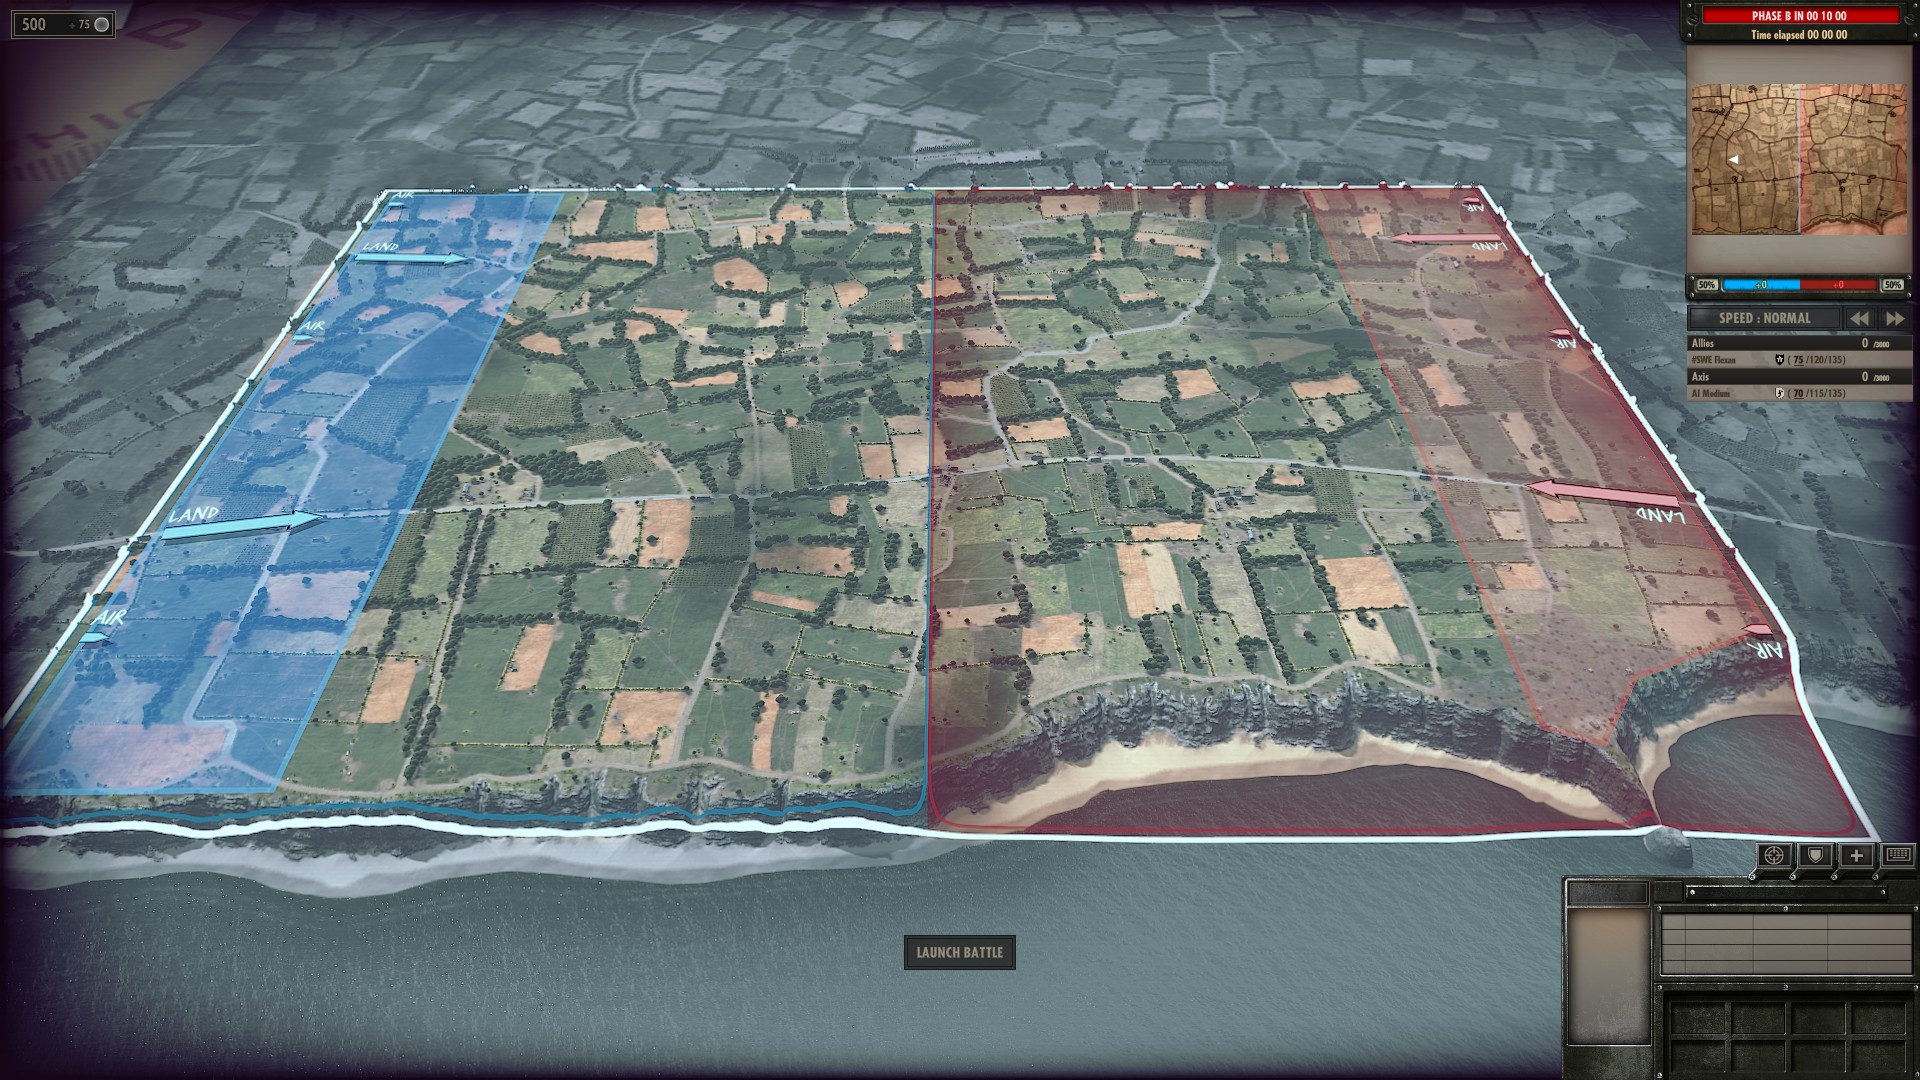 500 + 75
PHASE B IN 00 10 00
Time elapsed 00 00 00
AIR
LAND
AIR
LAND
AIR
AIR
LAND
AIR
LAND
AIR
50% +0 +0 50%
SPEED : NORMAL
Allies 0 /2000
#SWE Flexan ( 75 /120/135)
Axis 0 /2000
AI Medium ( 70 /115/135)
LAUNCH BATTLE